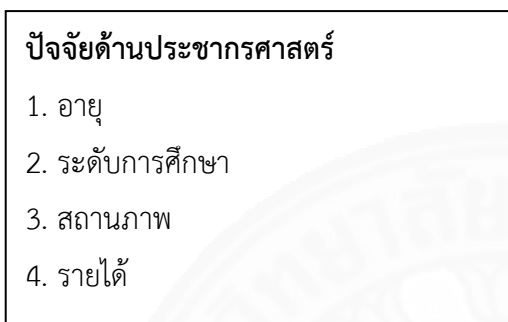 ปัจจัยด้านประชากรศาสตร์
1. อายุ
2. ระดับการศึกษา
3. สถานภาพ
4. รายได้